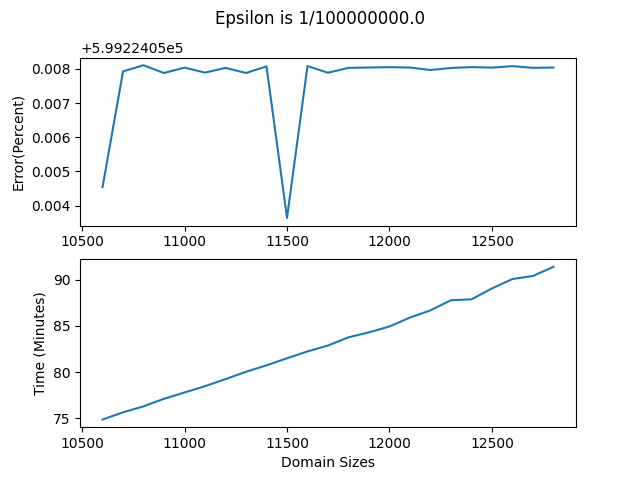 Epsilon is 1/100000000.0
+5.9922405e5
0.008
0.007
0.006
0.005
0.004
Error(Percent)
10500 11000 11500 12000 12500
90
85
80
75
Time (Minutes)
10500 11000 11500 12000 12500
Domain Sizes